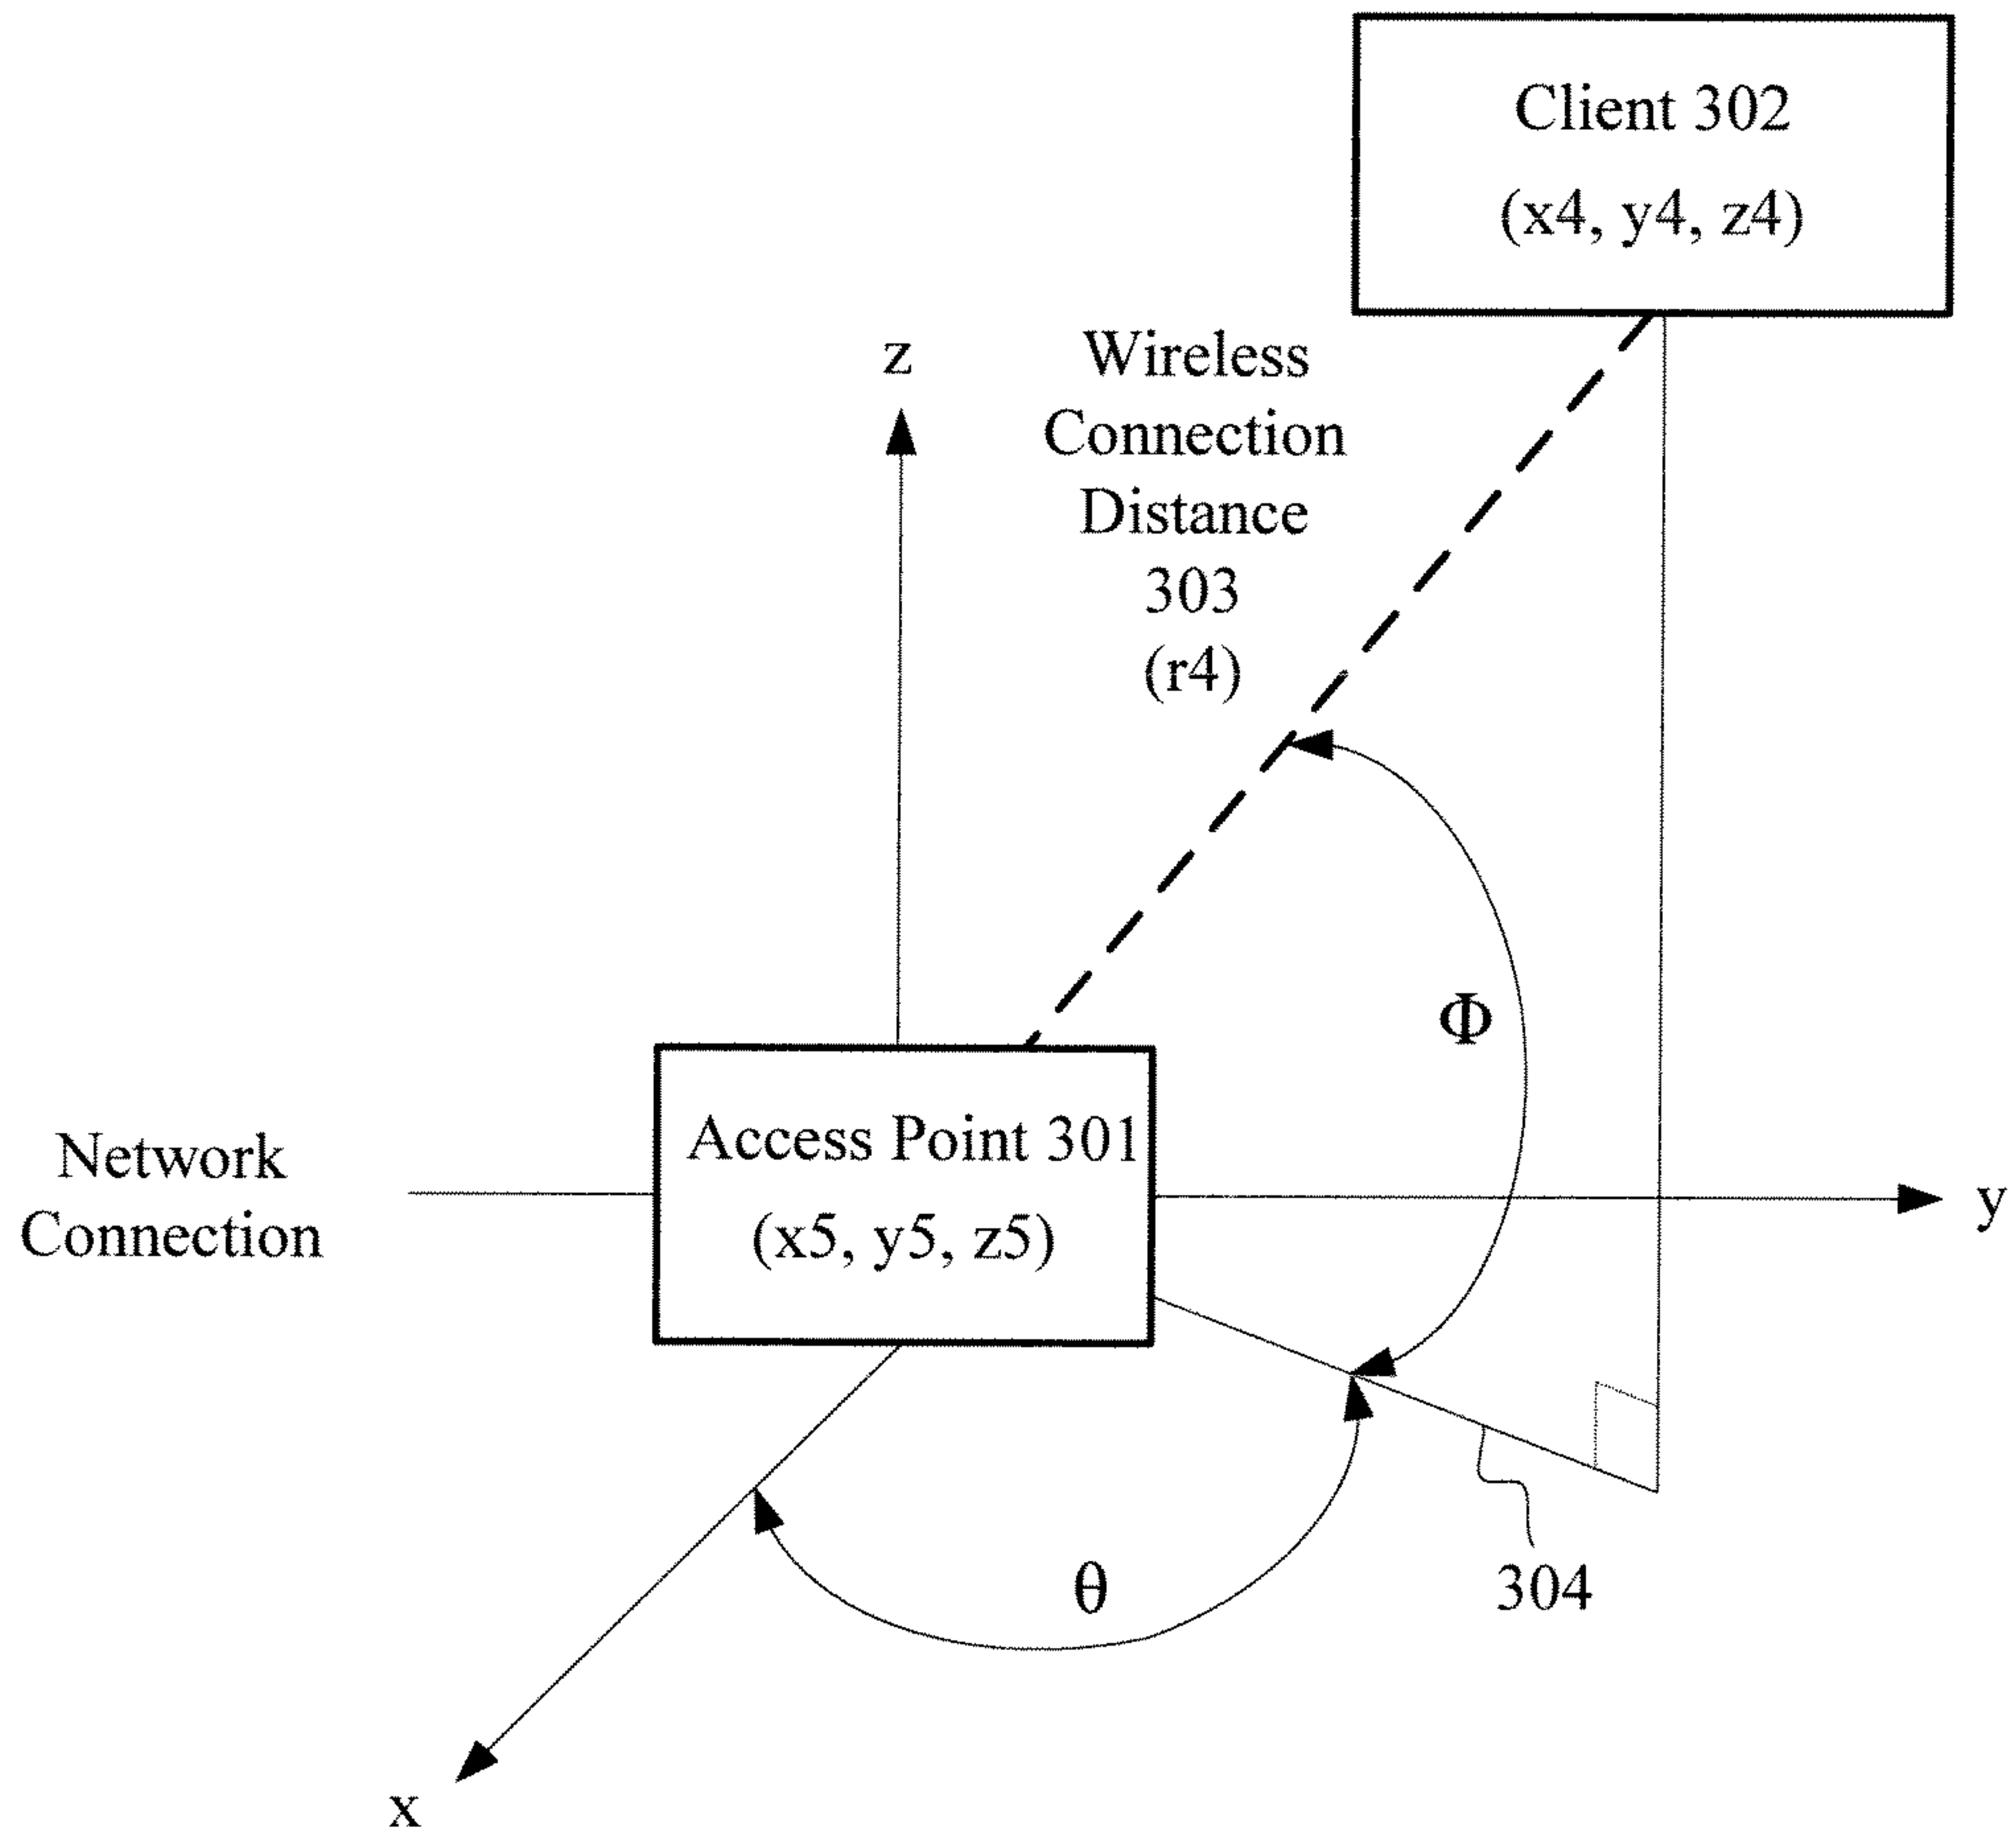 Client 302
(x4, y4, z4)
z
Wireless
Connection
Distance
303
(r4)
Φ
Access Point 301
(x5, y5, z5)
Network
Connection
y
θ
304
x